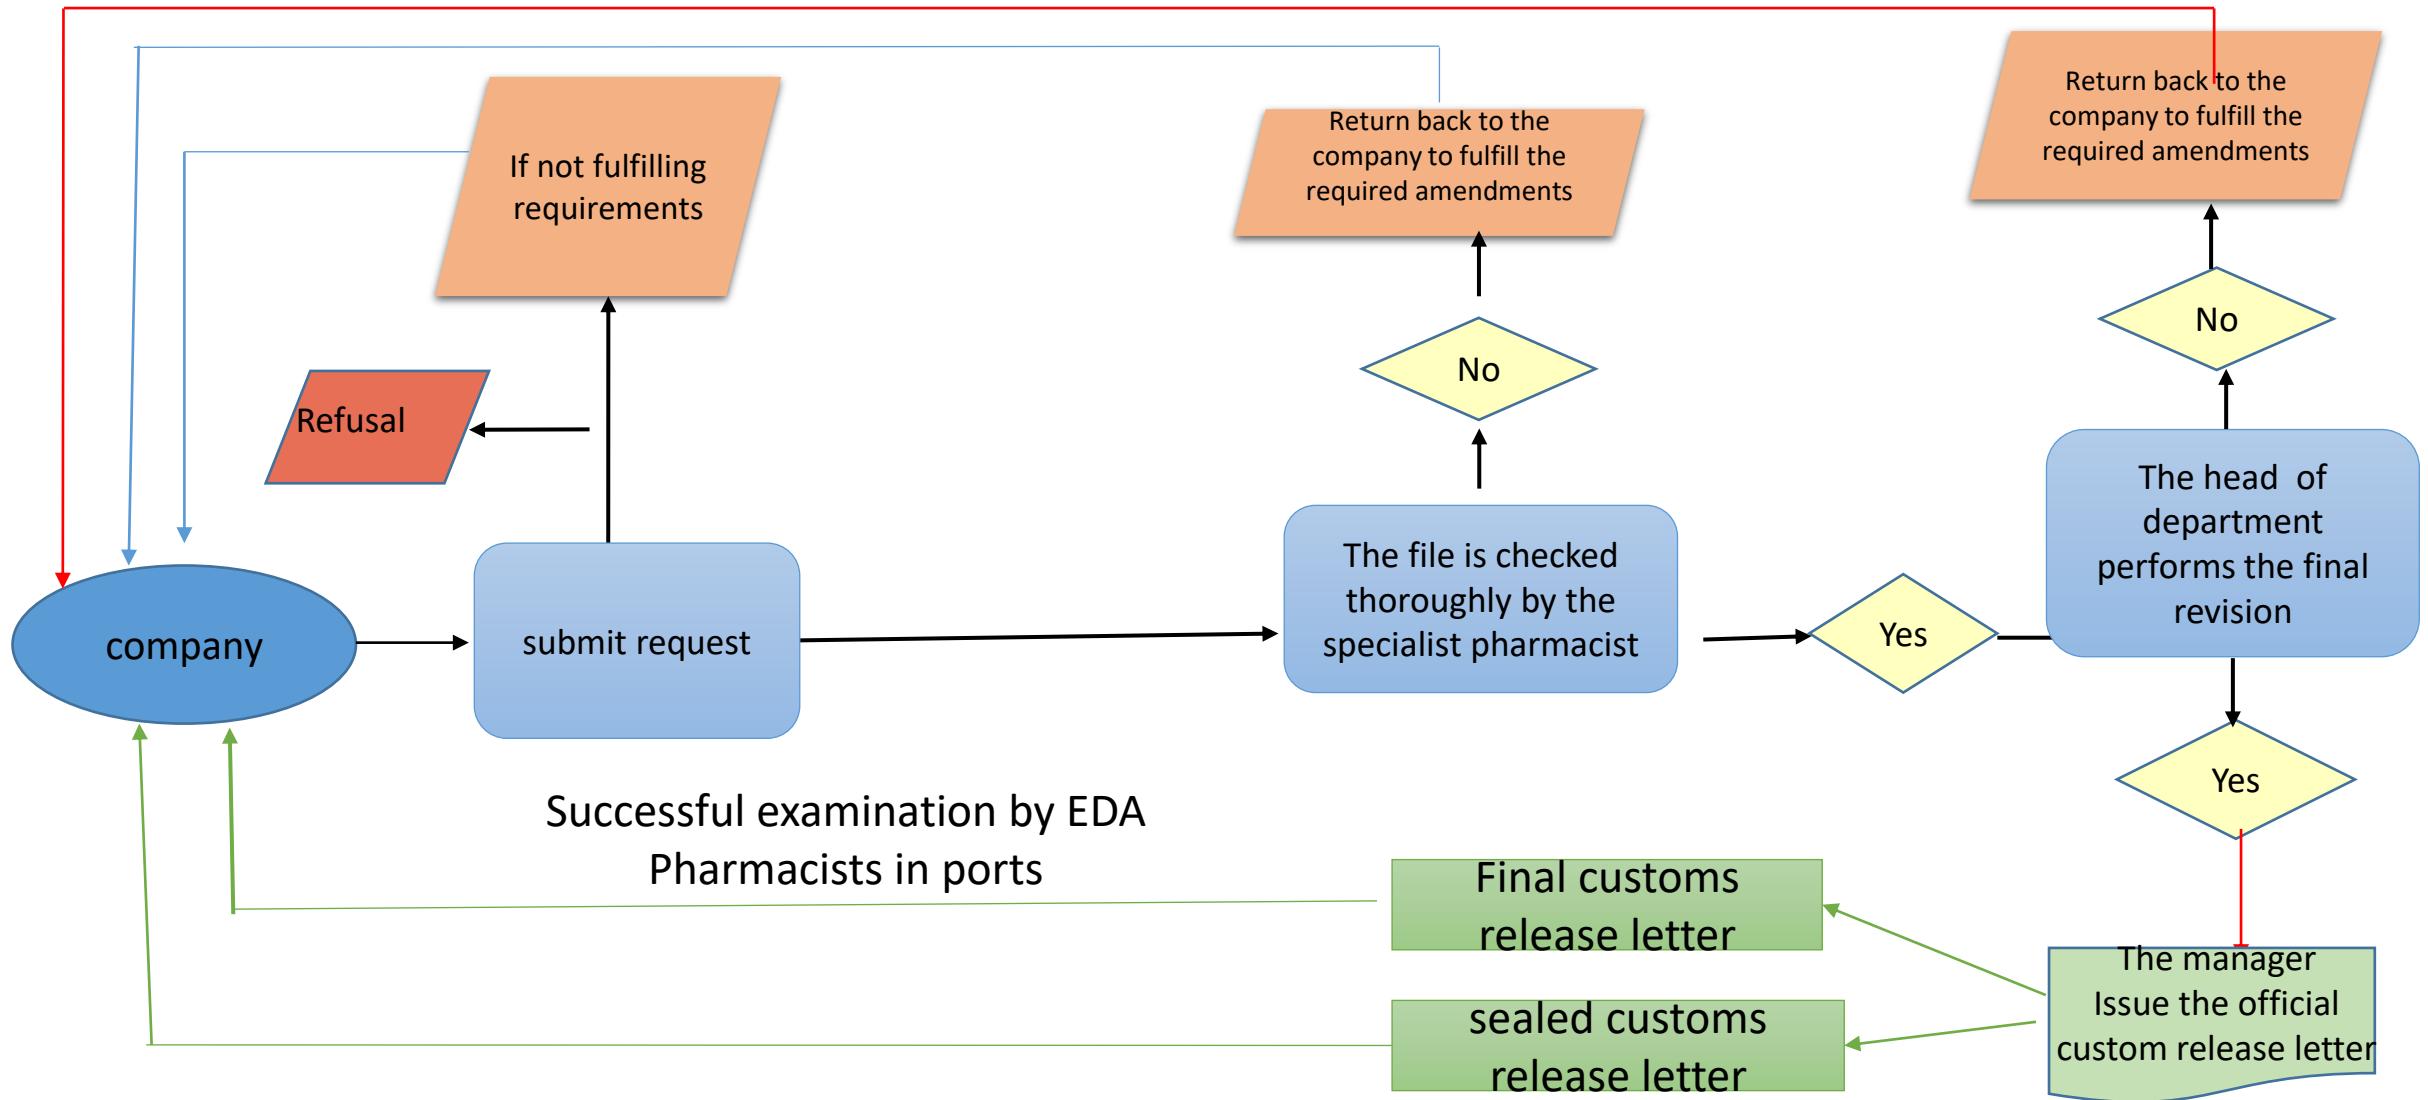 Return back to the
company to fulfill the
required amendments
Return back to the
company to fulfill the
required amendments
If not fulfilling
requirements
No
No
Refusal
The head  of
department
performs the final
revision
The file is checked
thoroughly by the
specialist pharmacist
Yes
company
submit request
Yes
Successful examination by EDA
Pharmacists in ports
Final customs
release letter
The manager
Issue the official
custom release letter
sealed customs
release letter